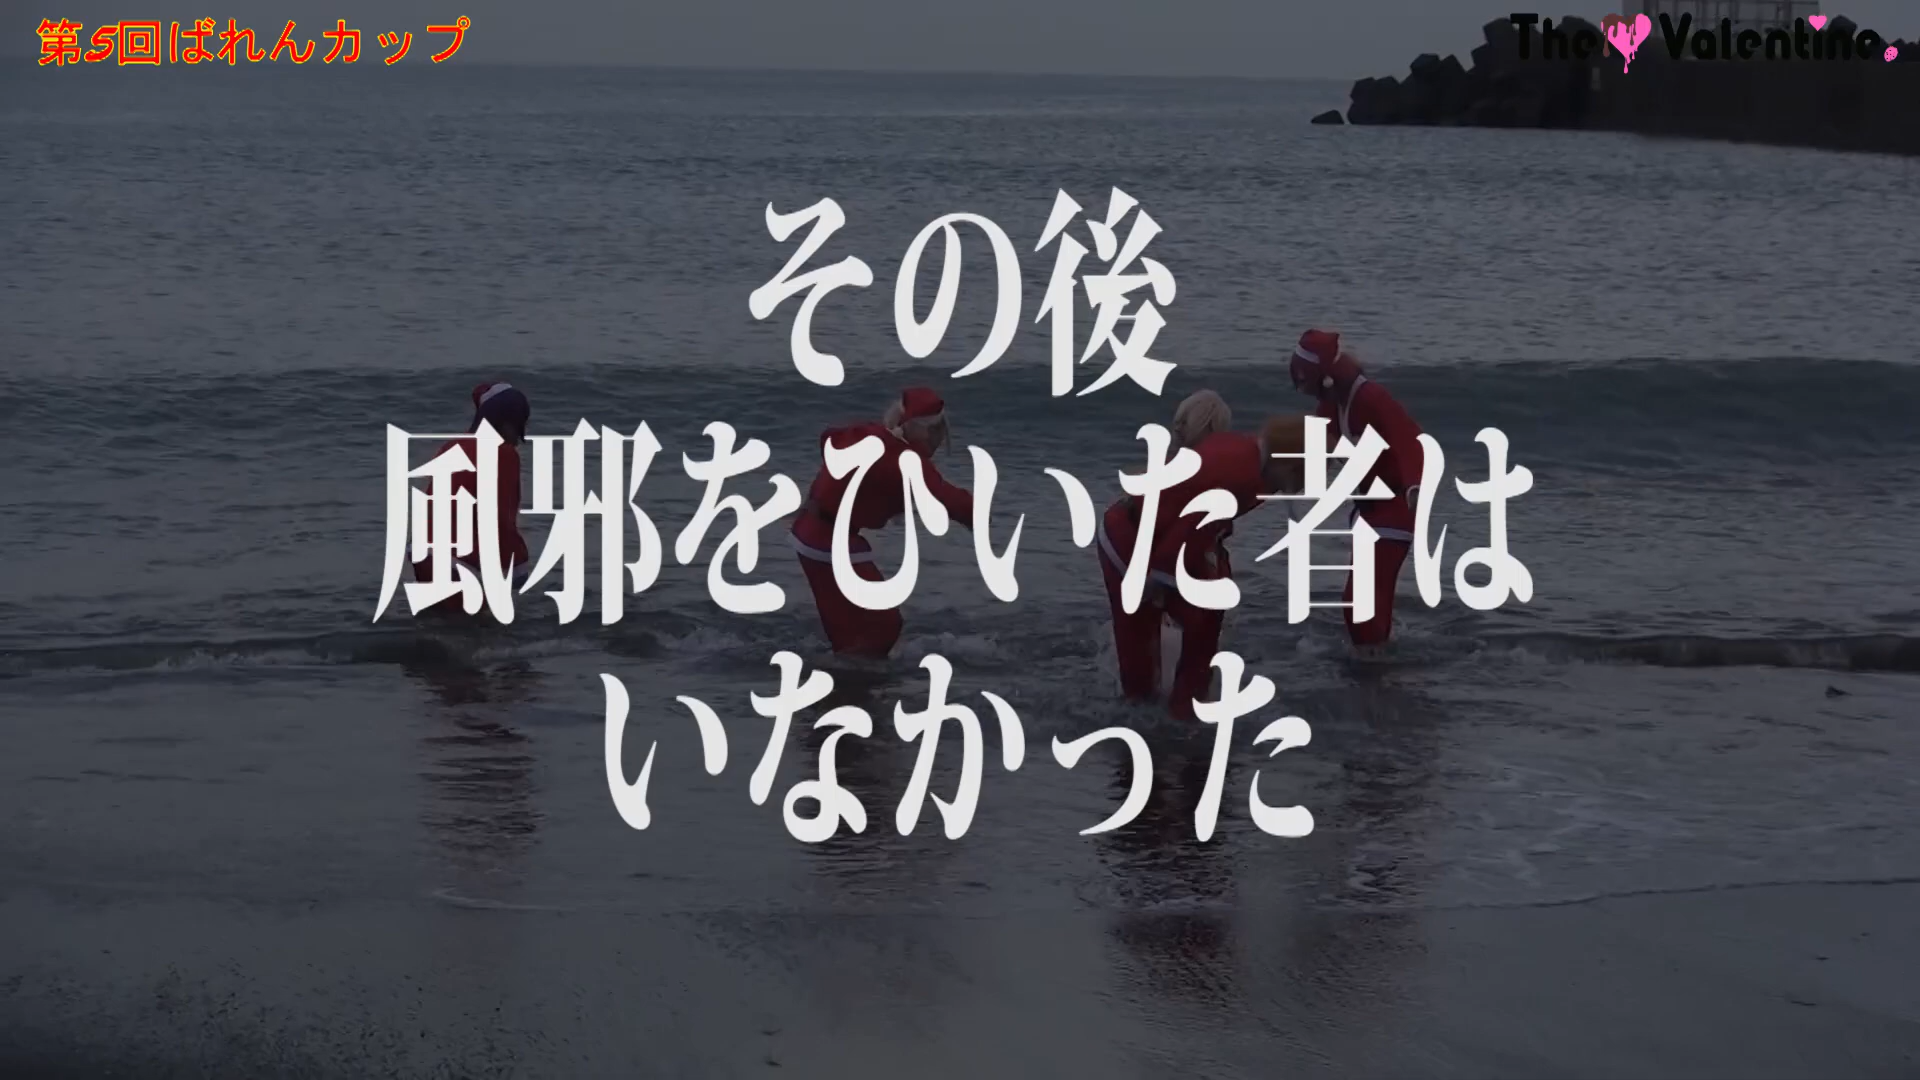 第5回ばれんカップ
The Valentine
その後
風邪をひいた者は
いなかった